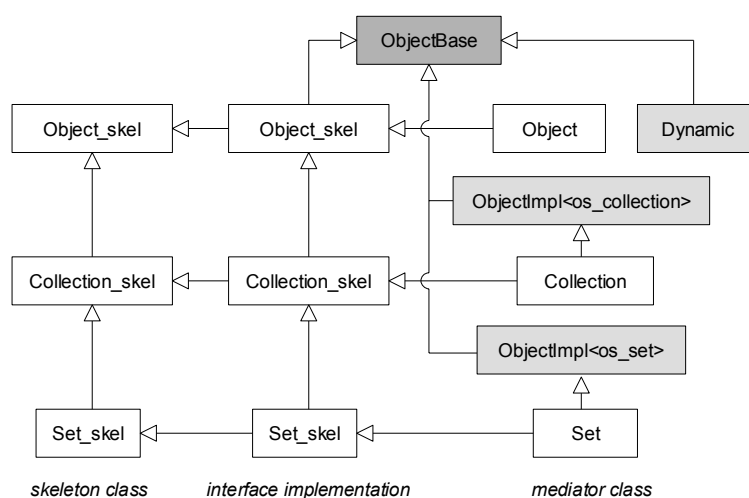 ObjectBase
Object_skel
Object_skel
Object
Dynamic
ObjectImpl<os_collection>
Collection_skel
Collection_skel
Collection
ObjectImpl<os_set>
Set_skel
Set_skel
Set
skeleton class
interface implementation
mediator class